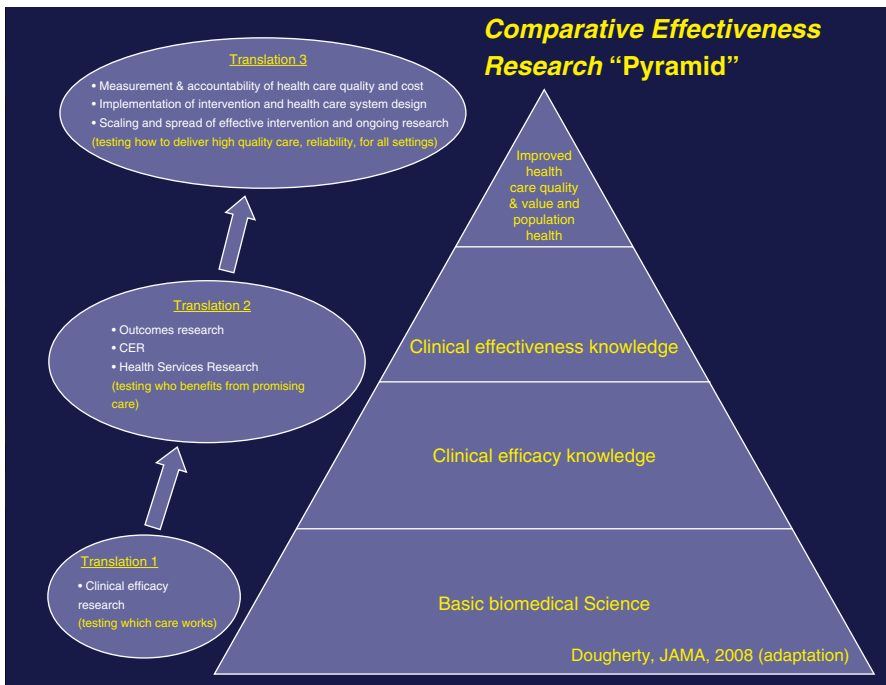 Comparative Effectiveness
Research “Pyramid”
Translation 3
• Measurement & accountability of health care quality and cost
• Implementation of intervention and health care system design
• Scaling and spread of effective intervention and ongoing research
(testing how to deliver high quality care, reliability, for all settings)
Translation 2
• Outcomes research
• CER
• Health Services Research
(testing who benefits from promising
care)
Translation 1
• Clinical efficacy
research
(testing which care works)
Improved
health
care quality
& value and
population
health
Clinical effectiveness knowledge
Clinical efficacy knowledge
Basic biomedical Science
Dougherty, JAMA, 2008 (adaptation)